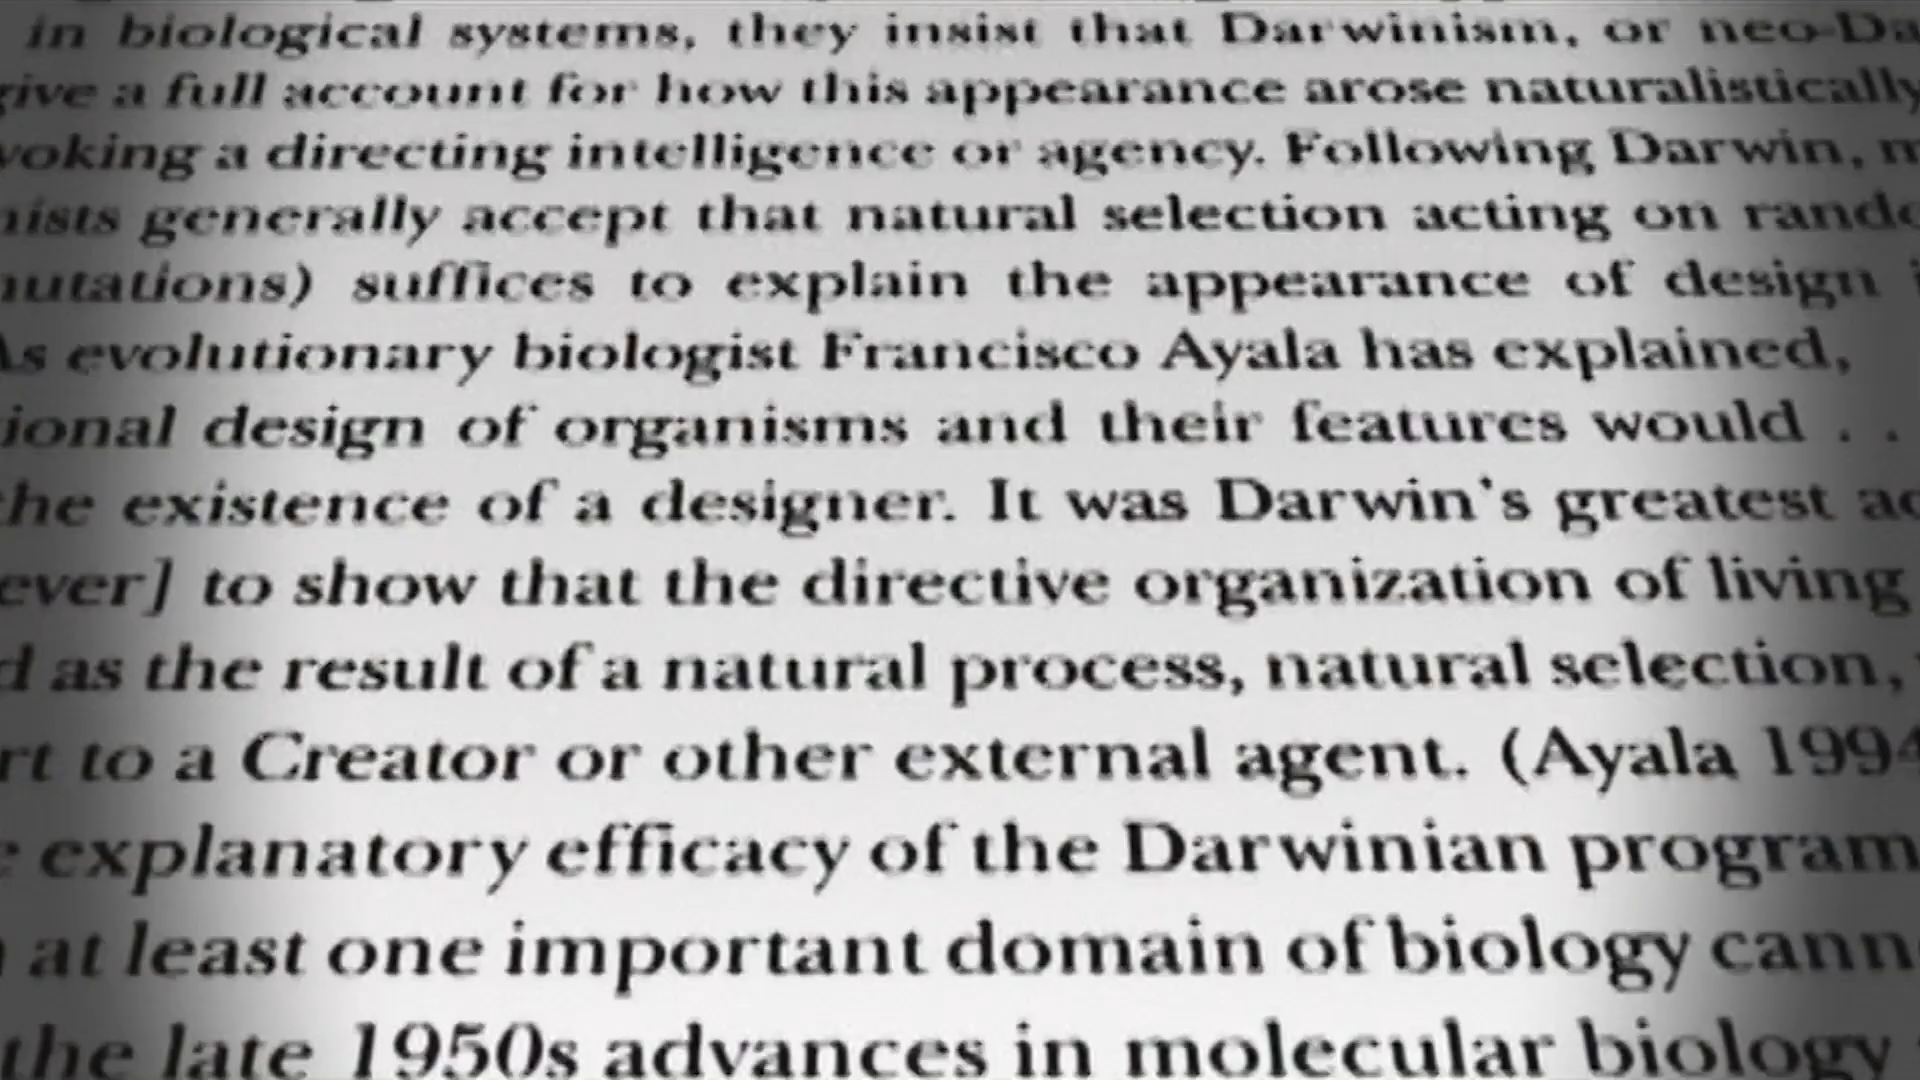 in biological systems, they insist that Darwinism, or neo-Da
give a full account for how this appearance arose naturalistically
voking a directing intelligence or agency. Following Darwin, m
nists generally accept that natural selection acting on rando
nutations) suffices to explain the appearance of design i
As evolutionary biologist Francisco Ayala has explained,
ional design of organisms and their features would . .
the existence of a designer. It was Darwin's greatest ac
ever] to show that the directive organization of living
d as the result of a natural process, natural selection,
rt to a Creator or other external agent. (Ayala 1994
e explanatory efficacy of the Darwinian program
at least one important domain of biology cann
the late 1950s advances in molecular biology